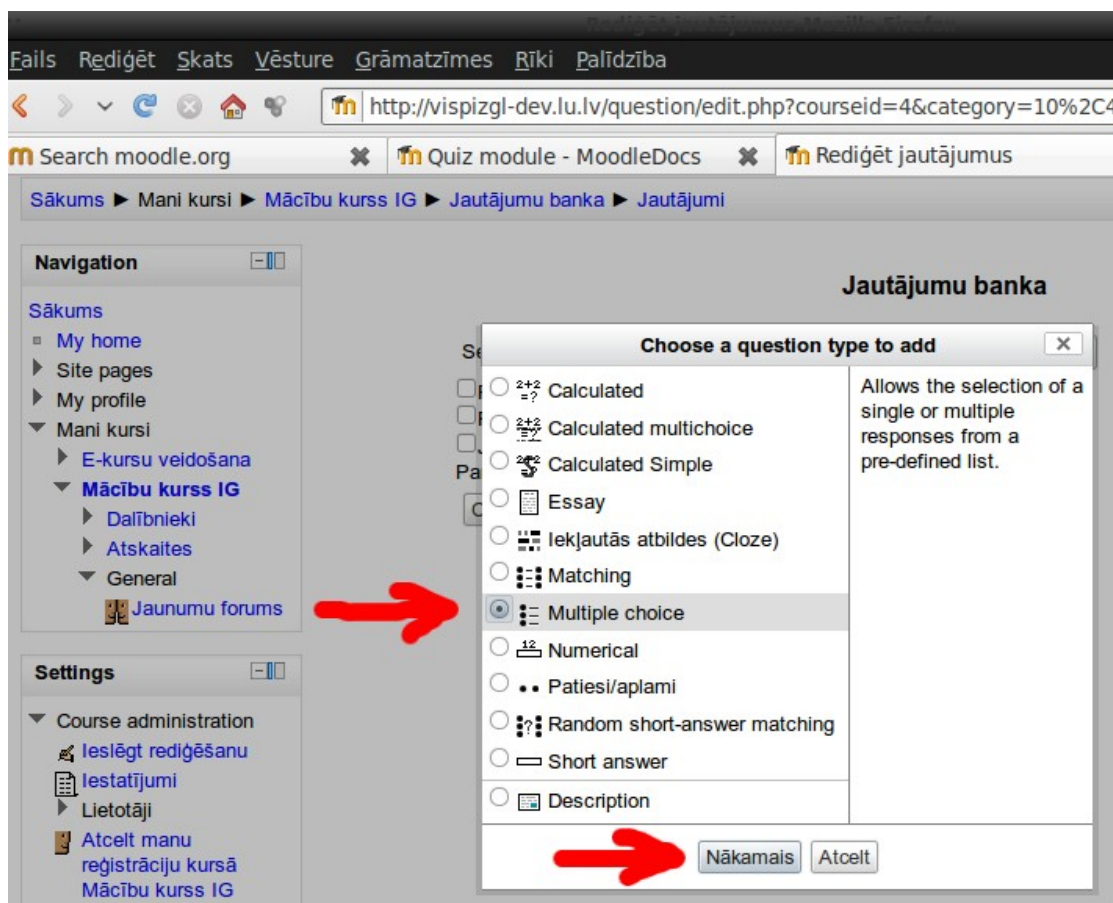 Rediģēt jautājumus-Mozilla Firefox
Fails Rediģēt Skats Vēsture Grāmatzīmes Rīki Palīdzība
http://vispizgl-dev.lu.lv/question/edit.php?courseid=4&category=10%2C4
Search moodle.org
Quiz module - MoodleDocs
Rediģēt jautājumus
Sākums ► Mani kursi ► Mācību kurss IG ► Jautājumu banka ► Jautājumi
Navigation
Sākums
My home
Site pages
My profile
Mani kursi
E-kursu veidošana
Mācību kurss IG
Dalībnieki
Atskaites
General
Jaunumu forums
Settings
Course administration
Ieslēgt rediģēšanu
Iestatījumi
Lietotāji
Atcelt manu
reģistrāciju kursā
Mācību kurss IG
Jautājumu banka
Choose a question type to add
Calculated
Calculated multichoice
Calculated Simple
Essay
Iekļautās atbildes (Cloze)
Matching
Multiple choice
Numerical
Patiesi/aplami
Random short-answer matching
Short answer
Description
Allows the selection of a
single or multiple
responses from a
pre-defined list.
Nākamais
Atcelt